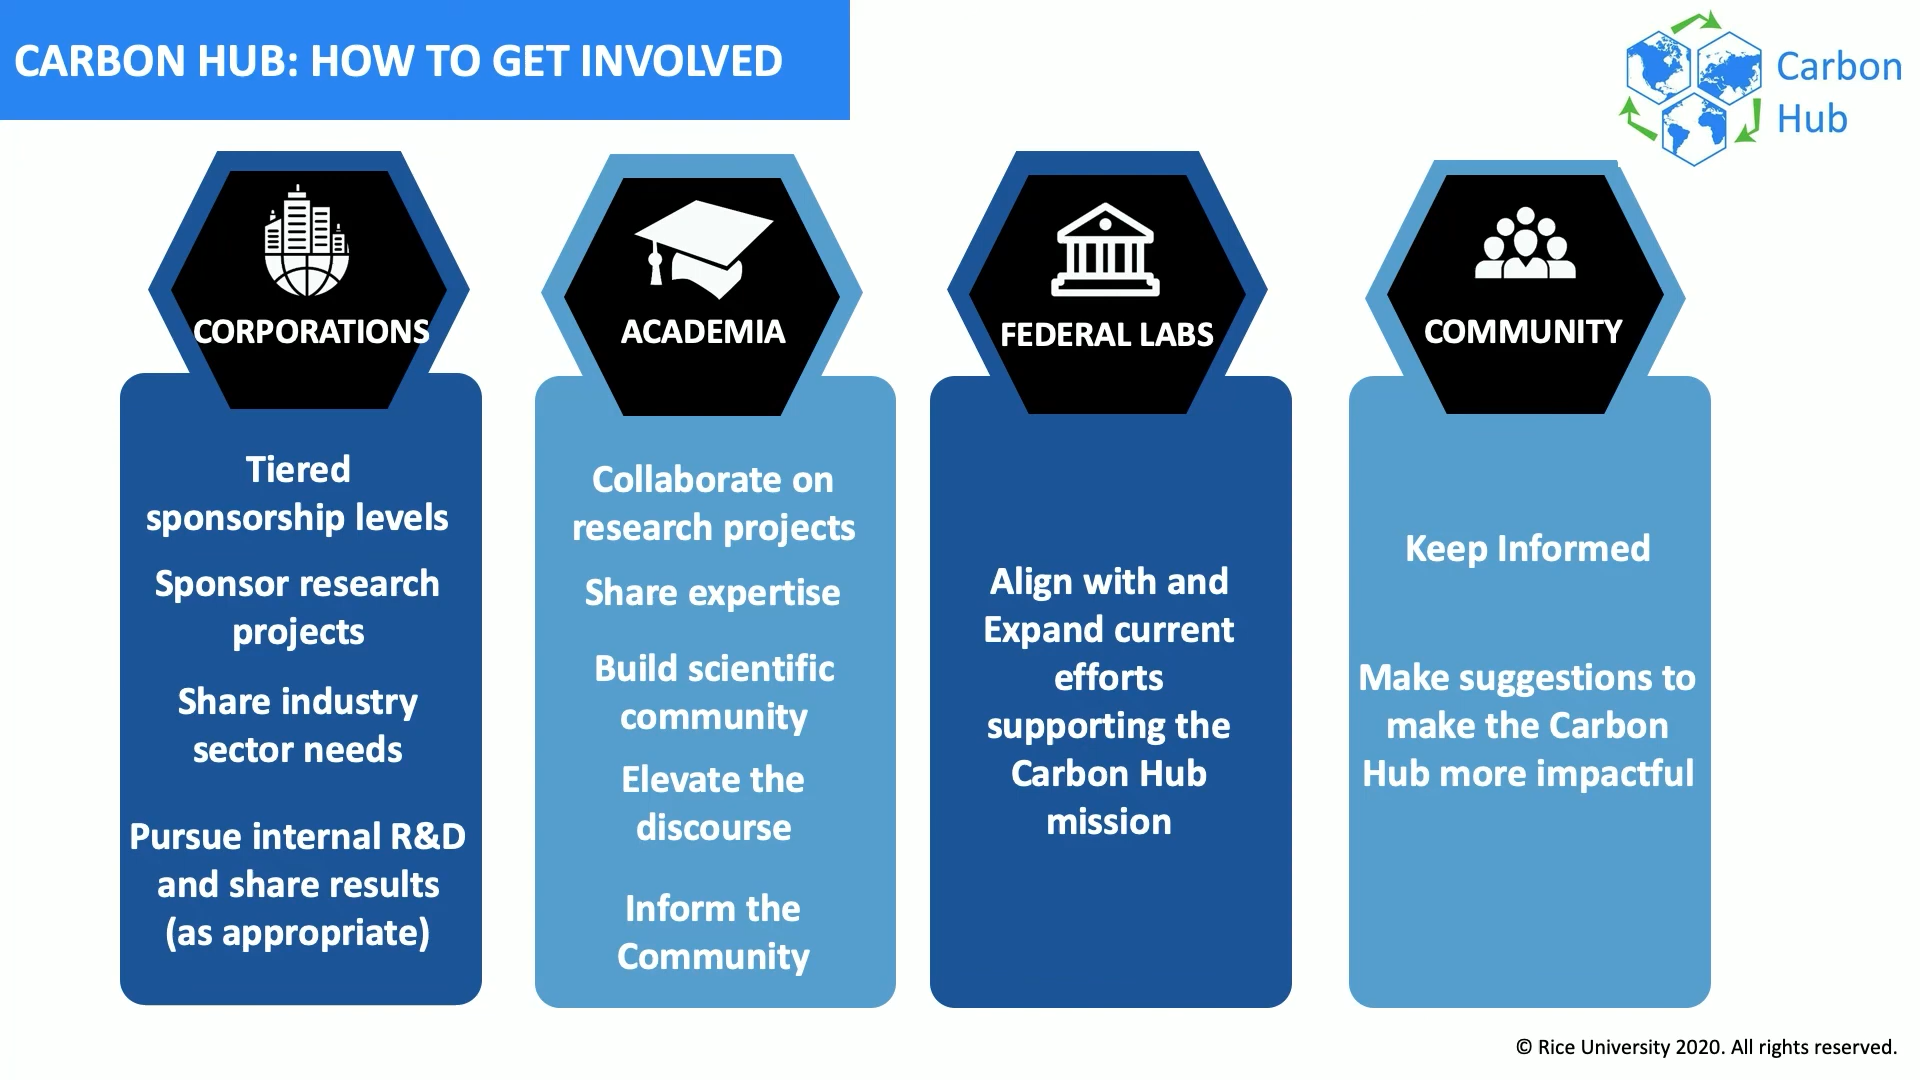 CARBON HUB: HOW TO GET INVOLVED
Carbon
Hub
CORPORATIONS
Tiered
sponsorship levels
Sponsor research
projects
Share industry
sector needs
Pursue internal R&D
and share results
(as appropriate)
ACADEMIA
Collaborate on
research projects
Share expertise
Build scientific
community
Elevate the
discourse
Inform the
Community
FEDERAL LABS
Align with and
Expand current
efforts
supporting the
Carbon Hub
mission
COMMUNITY
Keep Informed
Make suggestions to
make the Carbon
Hub more impactful
© Rice University 2020. All rights reserved.